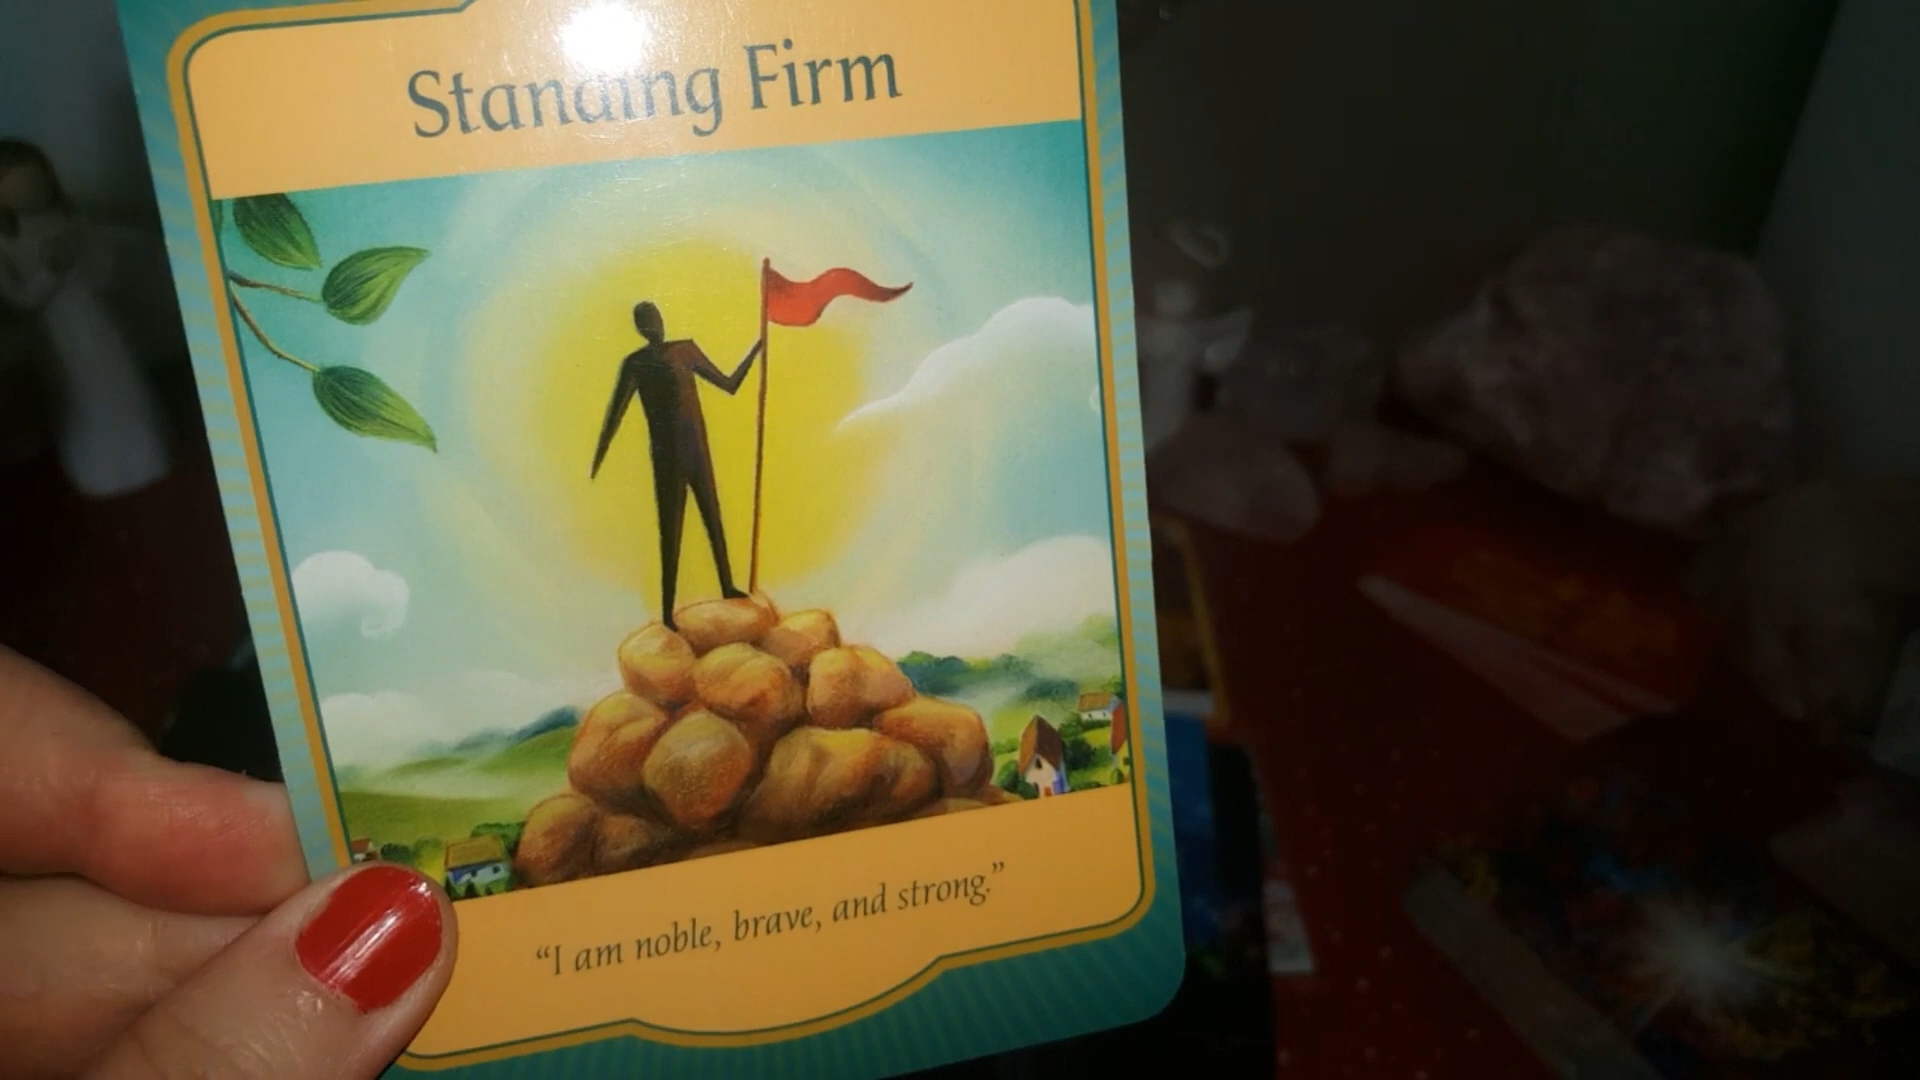 Standing Firm
“I am noble, brave, and strong.”